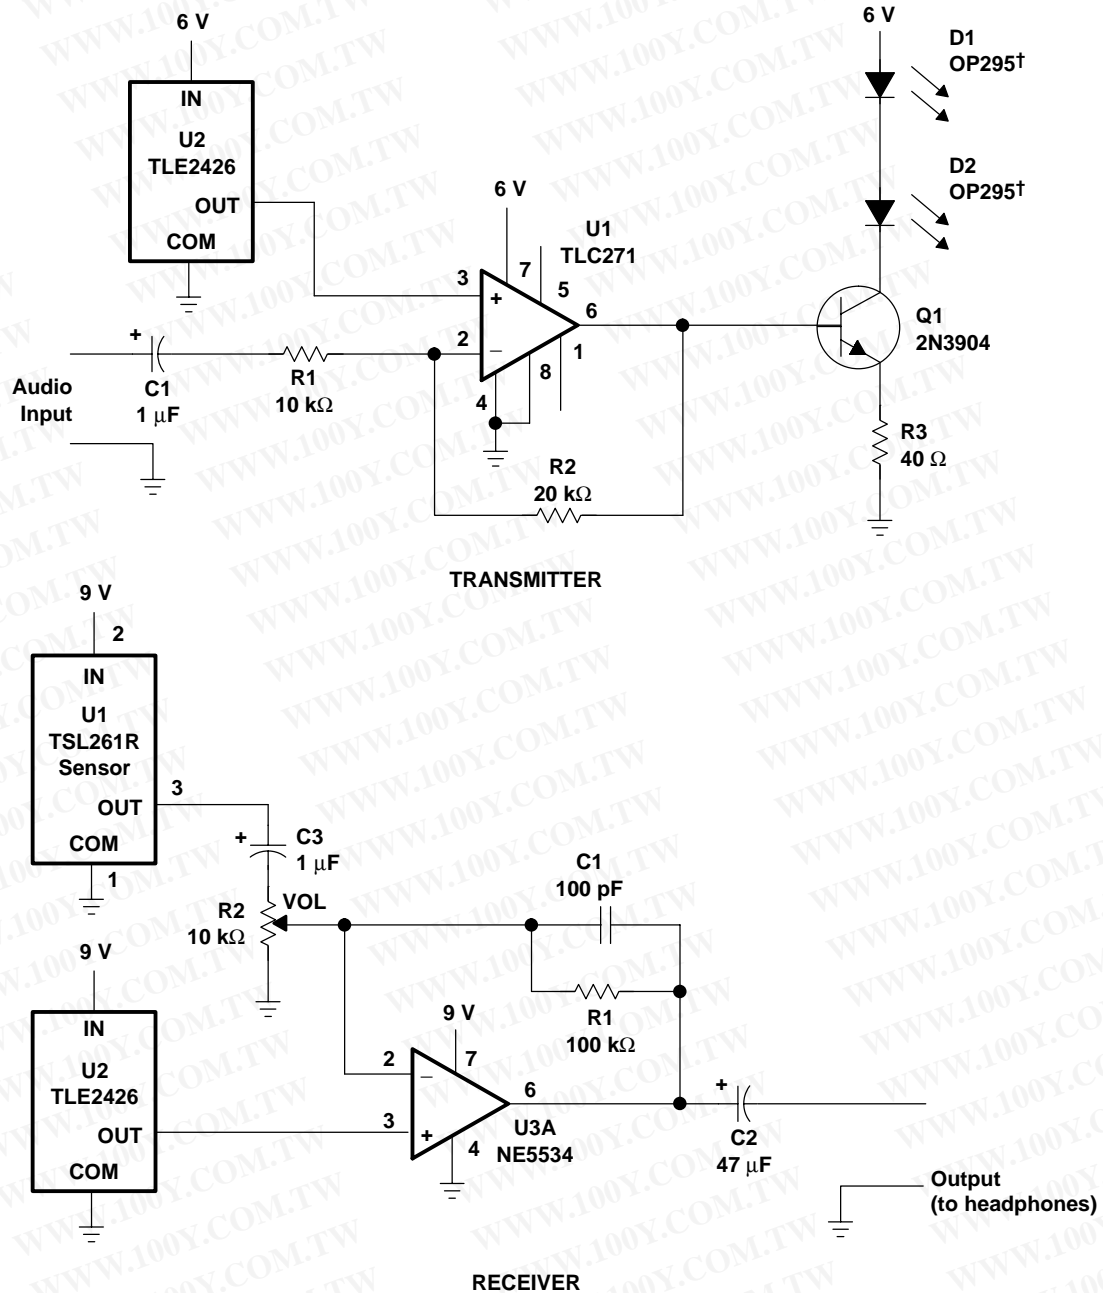 6 V
IN
U2
TLE2426
OUT
COM
6 V
U1
TLC271
3
+
7
5
6
2
–
1
8
4
+
C1
1 μF
R1
10 kΩ
Audio
Input
R2
20 kΩ
6 V
D1
OP295†
D2
OP295†
Q1
2N3904
R3
40 Ω
TRANSMITTER
9 V
2
IN
U1
TSL261R
Sensor
OUT
3
COM
1
+
C3
1 μF
VOL
R2
10 kΩ
C1
100 pF
R1
100 kΩ
9 V
IN
U2
TLE2426
OUT
COM
9 V
2
–
7
6
3
+
4
U3A
NE5534
+
C2
47 μF
Output
(to headphones)
RECEIVER
WWW.100Y.COM.TW